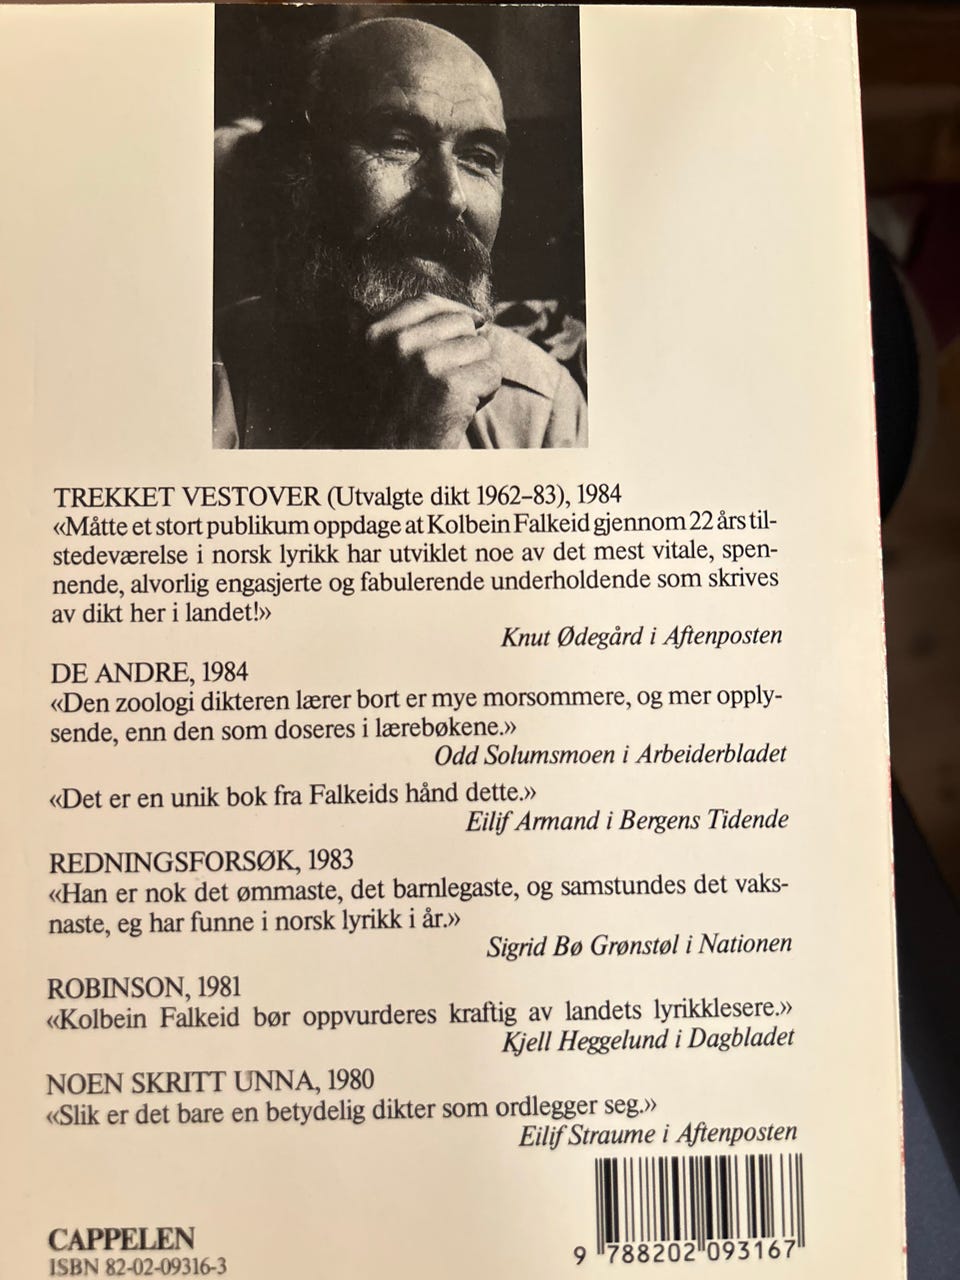 TREKKET VESTOVER (Utvalgte dikt 1962–83), 1984
«Måtte et stort publikum oppdage at Kolbein Falkeid gjennom 22 års til-
stedeværelse i norsk lyrikk har utviklet noe av det mest vitale, spen-
nende, alvorlig engasjerte og fabulerende underholdende som skrives
av dikt her i landet!»
Knut Ødegård i Aftenposten
DE ANDRE, 1984
«Den zoologi dikteren lærer bort er mye morsommere, og mer opply-
sende, enn den som doseres i lærebøkene.»
Odd Solumsmoen i Arbeiderbladet
«Det er en unik bok fra Falkeids hånd dette.»
Eilif Armand i Bergens Tidende
REDNINGSFORSØK, 1983
«Han er nok det ømmaste, det barnlegaste, og samstundes det vaks-
naste, eg har funne i norsk lyrikk i år.»
Sigrid Bø Grønstøl i Nationen
ROBINSON, 1981
«Kolbein Falkeid bør oppvurderes kraftig av landets lyrikklesere.»
Kjell Heggelund i Dagbladet
NOEN SKRITT UNNA, 1980
«Slik er det bare en betydelig dikter som ordlegger seg.»
Eilif Straume i Aftenposten
CAPPELEN
ISBN 82-02-09316-3
9 788202 093167